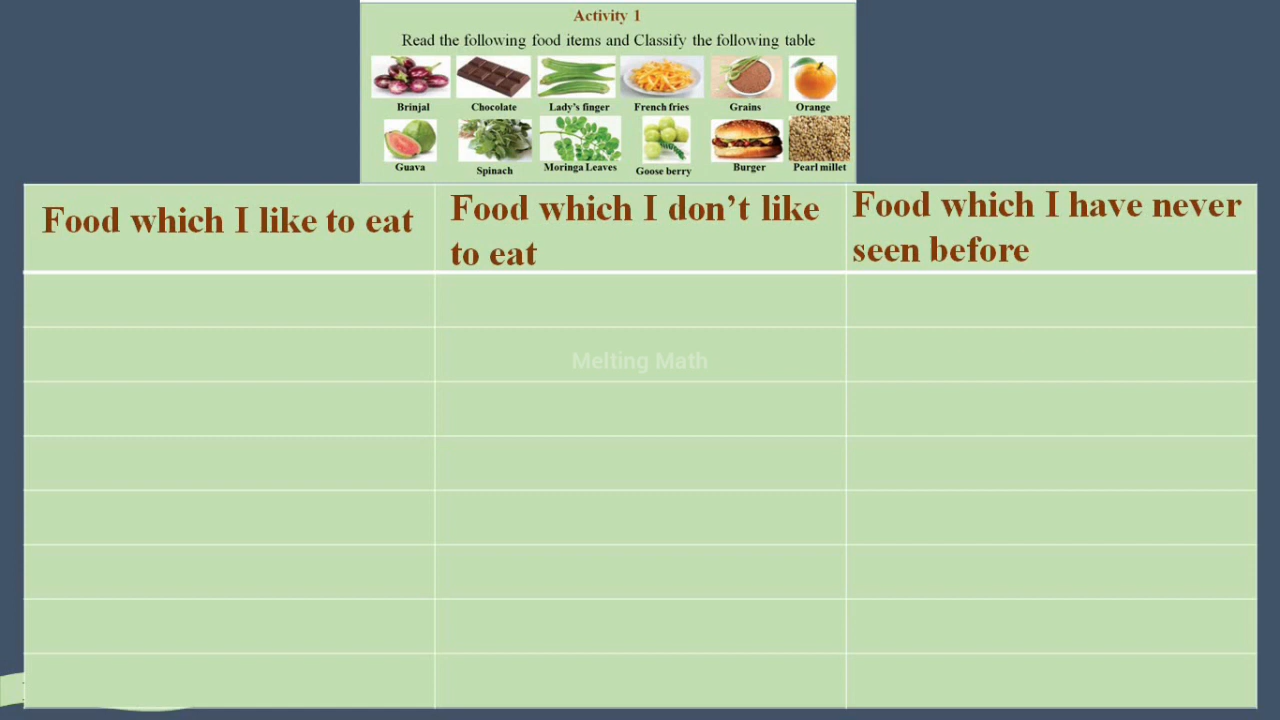 Activity 1
Read the following food items and Classify the following table
Brinjal Chocolate Lady's finger French fries Grains Orange
Guava Spinach Moringa Leaves Goose berry Burger Pearl millet
Food which I like to eat
Food which I don't like
to eat
Food which I have never
seen before
Melting Math